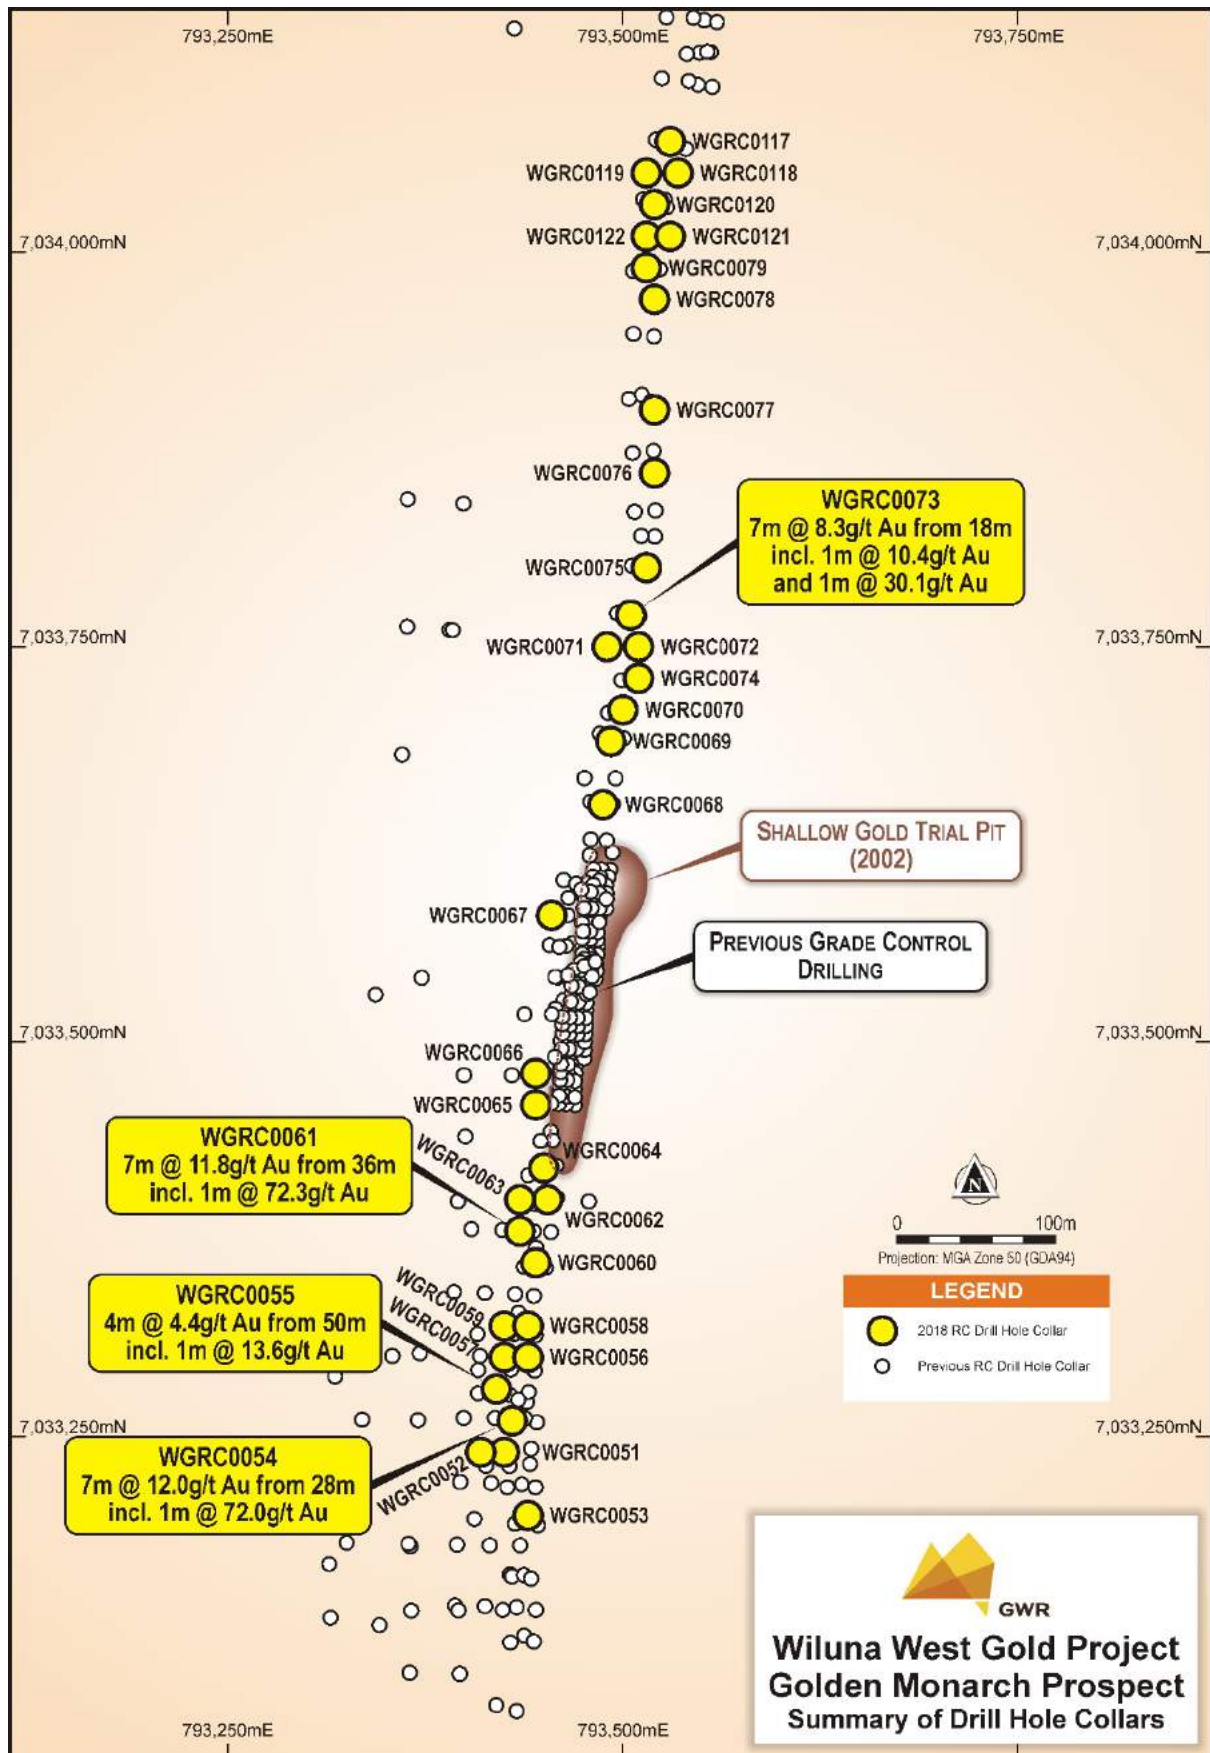 793,250mE
793,500mE
793,750mE
WGRC0117
WGRC0119
WGRC0118
WGRC0120
WGRC0122
WGRC0121
7,034,000mN
7,034,000mN
WGRC0079
WGRC0078
WGRC0077
WGRC0076
WGRC0073
7m @ 8.3g/t Au from 18m
incl. 1m @ 10.4g/t Au
and 1m @ 30.1g/t Au
WGRC0075
7,033,750mN
7,033,750mN
WGRC0071
WGRC0072
WGRC0074
WGRC0070
WGRC0069
WGRC0068
SHALLOW GOLD TRIAL PIT
(2002)
WGRC0067
PREVIOUS GRADE CONTROL
DRILLING
7,033,500mN
7,033,500mN
WGRC0066
WGRC0065
WGRC0061
7m @ 11.8g/t Au from 36m
incl. 1m @ 72.3g/t Au
WGRC0063
WGRC0064
WGRC0062
WGRC0060
N
0
100m
Projection: MGA Zone 50 (GDA94)
LEGEND
2018 RC Drill Hole Collar
Previous RC Drill Hole Collar
WGRC0055
4m @ 4.4g/t Au from 50m
incl. 1m @ 13.6g/t Au
WGRC0059
WGRC0057
WGRC0058
WGRC0056
7,033,250mN
7,033,250mN
WGRC0054
7m @ 12.0g/t Au from 28m
incl. 1m @ 72.0g/t Au
WGRC0052
WGRC0051
WGRC0053
GWR
Wiluna West Gold Project
Golden Monarch Prospect
Summary of Drill Hole Collars
793,250mE
793,500mE